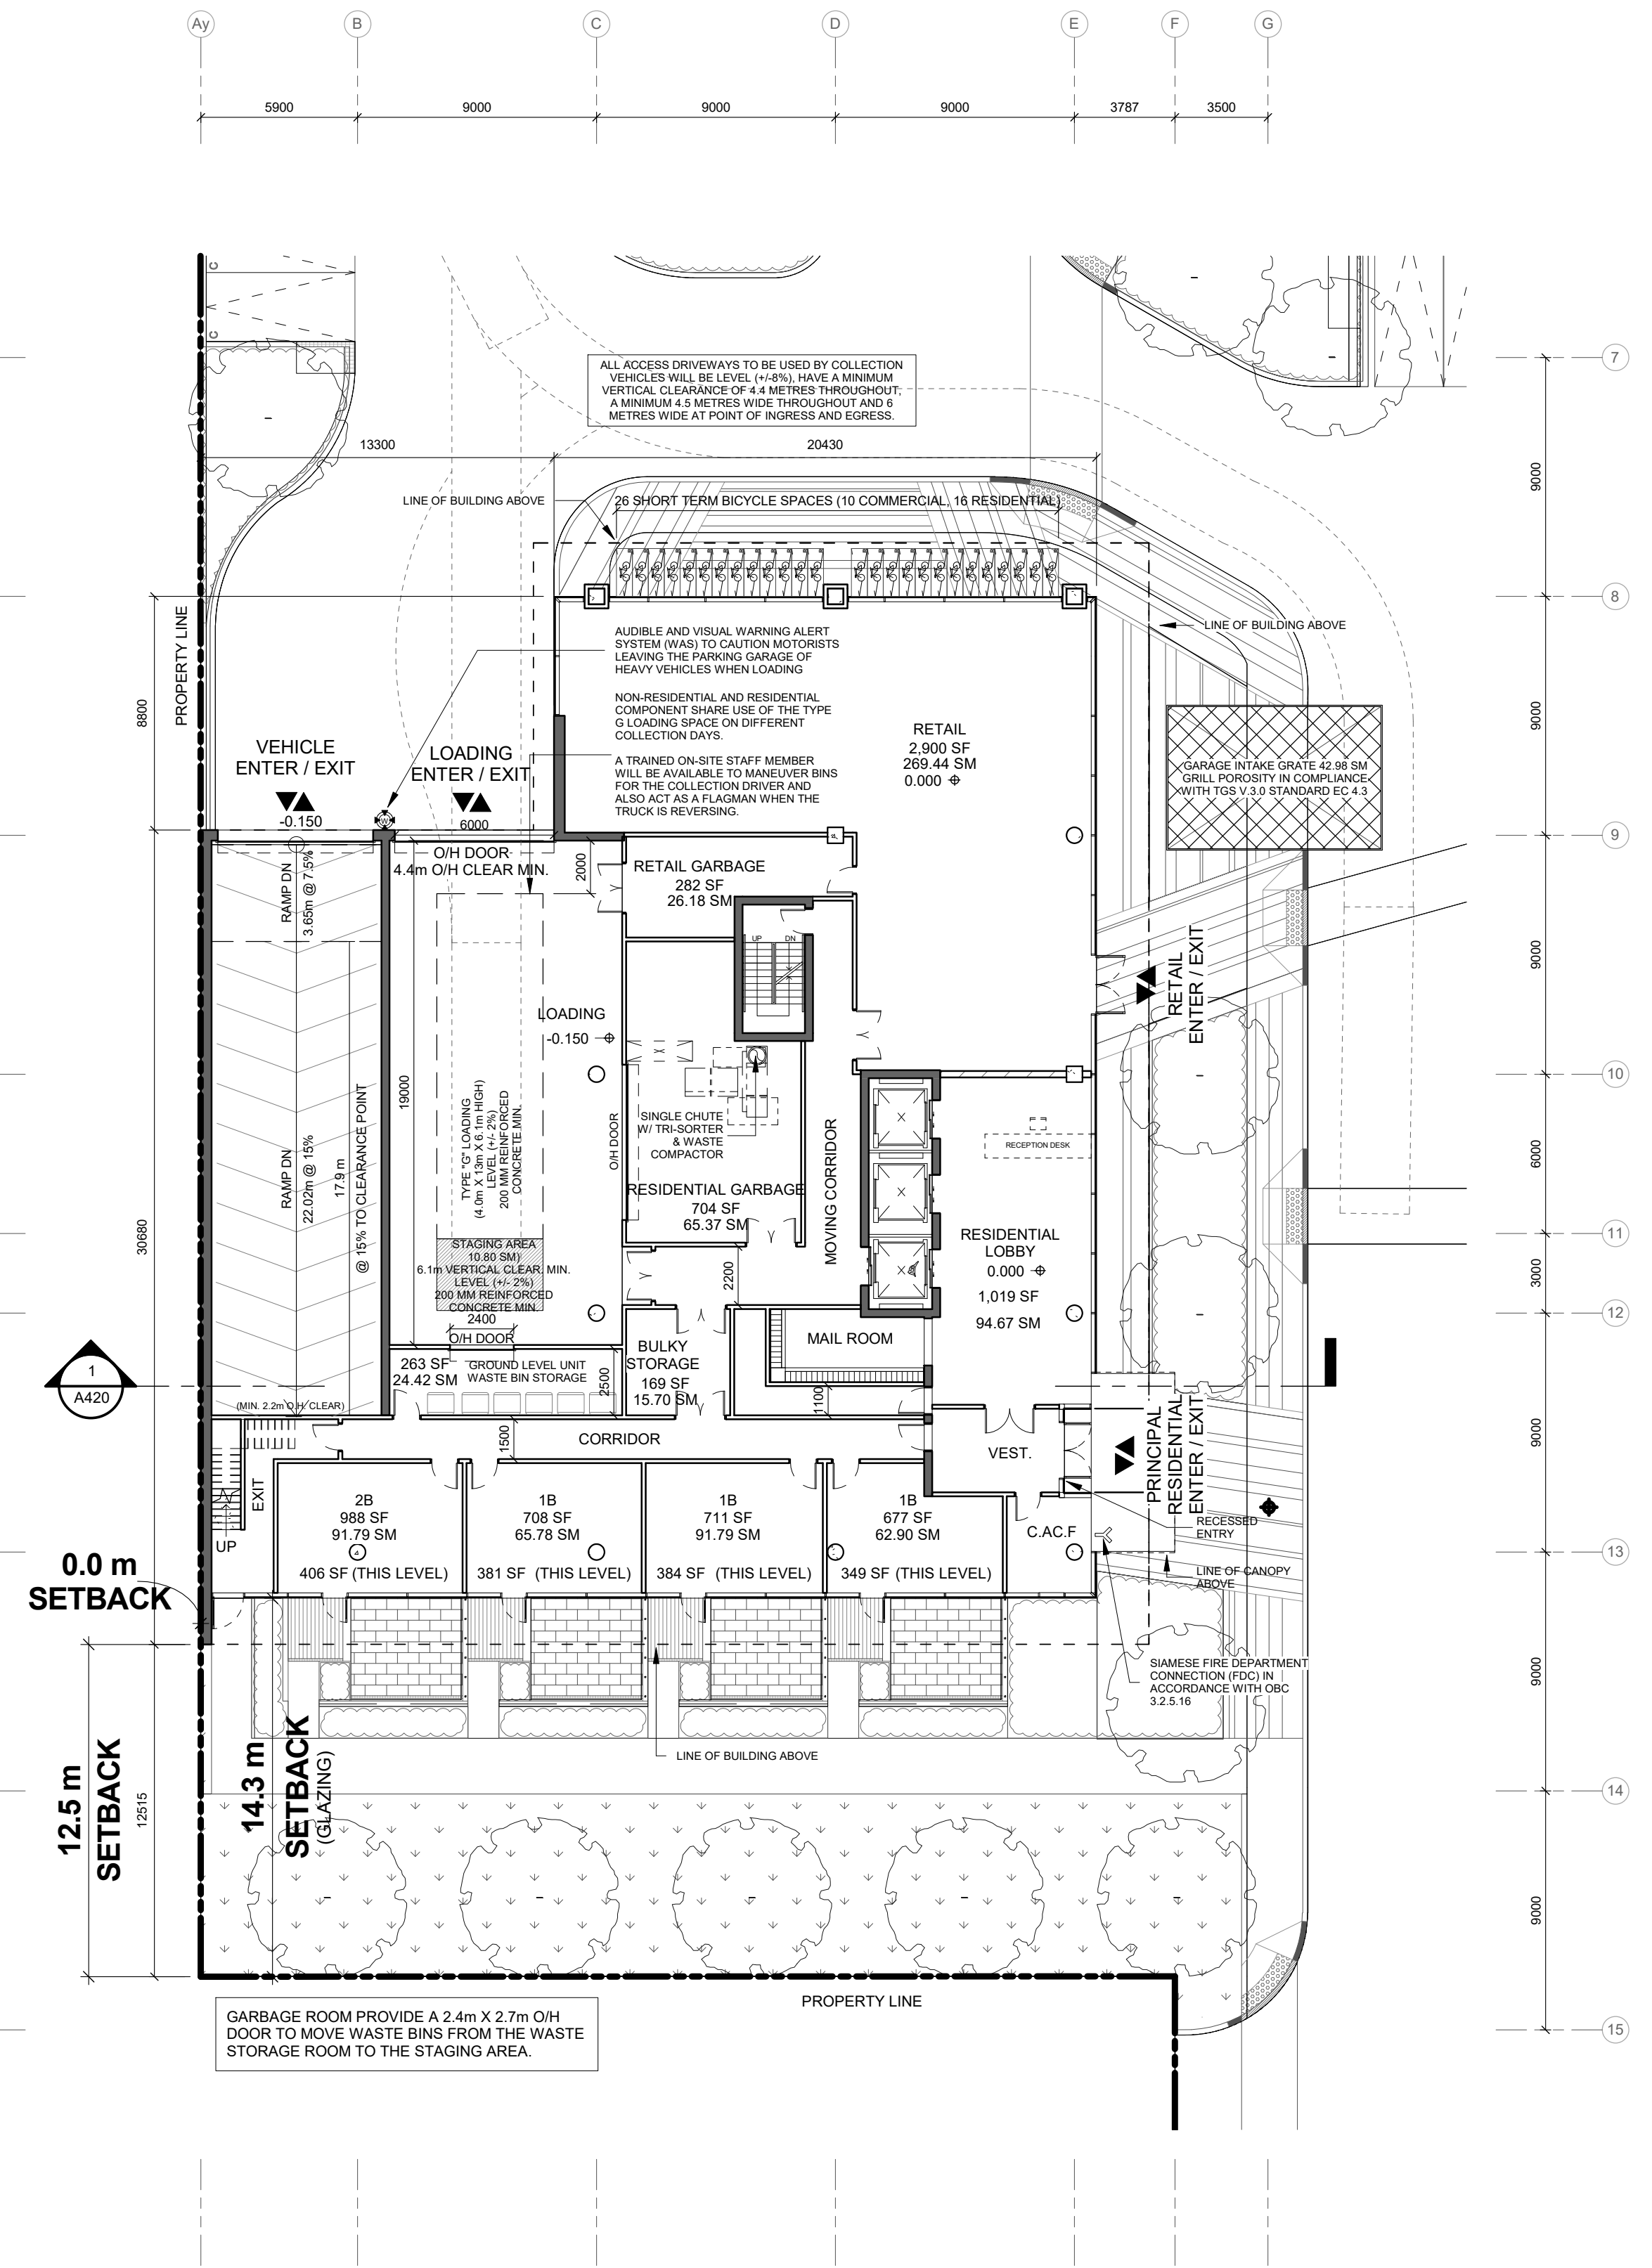 Ay
B
C
D
E
F
G
5900
9000
9000
9000
3787
3500
C
C
7
8
9
10
11
12
13
14
15
9000
9000
9000
6000
3000
9000
9000
9000
ALL ACCESS DRIVEWAYS TO BE USED BY COLLECTION
VEHICLES WILL BE LEVEL (+/-8%), HAVE A MINIMUM
VERTICAL CLEARANCE OF 4.4 METRES THROUGHOUT,
A MINIMUM 4.5 METRES WIDE THROUGHOUT AND 6
METRES WIDE AT POINT OF INGRESS AND EGRESS.
13300
20430
LINE OF BUILDING ABOVE
26 SHORT TERM BICYCLE SPACES (10 COMMERCIAL, 16 RESIDENTIAL)
LINE OF BUILDING ABOVE
PROPERTY LINE
8800
AUDIBLE AND VISUAL WARNING ALERT
SYSTEM (WAS) TO CAUTION MOTORISTS
LEAVING THE PARKING GARAGE OF
HEAVY VEHICLES WHEN LOADING
NON-RESIDENTIAL AND RESIDENTIAL
COMPONENT SHARE USE OF THE TYPE
G LOADING SPACE ON DIFFERENT
COLLECTION DAYS.
A TRAINED ON-SITE STAFF MEMBER
WILL BE AVAILABLE TO MANEUVER BINS
FOR THE COLLECTION DRIVER AND
ALSO ACT AS A FLAGMAN WHEN THE
TRUCK IS REVERSING.
RETAIL
2,900 SF
269.44 SM
0.000
GARAGE INTAKE GRATE 42.98 SM
GRILL POROSITY IN COMPLIANCE
WITH TGS V.3.0 STANDARD EC 4.3
VEHICLE
ENTER / EXIT
-0.150
LOADING
ENTER / EXIT
W
6000
O/H DOOR
4.4m O/H CLEAR MIN.
2000
RETAIL GARBAGE
282 SF
26.18 SM
UP
DN
RAMP DN
3.65m @ 7.5%
RETAIL
ENTER / EXIT
LOADING
-0.150
19000
TYPE "G" LOADING
(4.0m X 13m X 6.1m HIGH)
LEVEL (+/- 2%)
200 MM REINFORCED
CONCRETE MIN.
O/H DOOR
SINGLE CHUTE
W/ TRI-SORTER
& WASTE
COMPACTOR
RESIDENTIAL GARBAGE
704 SF
65.37 SM
MOVING CORRIDOR
RECEPTION DESK
RESIDENTIAL
LOBBY
0.000
1,019 SF
94.67 SM
RAMP DN
22.02m @ 15%
17.9 m
@ 15% TO CLEARANCE POINT
30680
STAGING AREA
10.80 SM)
6.1m VERTICAL CLEAR. MIN.
LEVEL (+/- 2%)
200 MM REINFORCED
CONCRETE MIN.
2400
O/H DOOR
2200
MAIL ROOM
BULKY
STORAGE
169 SF
15.70 SM
263 SF
24.42 SM
GROUND LEVEL UNIT
WASTE BIN STORAGE
2500
1100
1
A420
(MIN. 2.2m O.H. CLEAR)
1500
CORRIDOR
VEST.
PRINCIPAL
RESIDENTIAL
ENTER / EXIT
EXIT
UP
2B
988 SF
91.79 SM
406 SF (THIS LEVEL)
1B
708 SF
65.78 SM
381 SF (THIS LEVEL)
1B
711 SF
91.79 SM
384 SF (THIS LEVEL)
1B
677 SF
62.90 SM
349 SF (THIS LEVEL)
C.AC.F
RECESSED
ENTRY
LINE OF CANOPY
ABOVE
0.0 m
SETBACK
SIAMESE FIRE DEPARTMENT
CONNECTION (FDC) IN
ACCORDANCE WITH OBC
3.2.5.16
LINE OF BUILDING ABOVE
12.5 m
SETBACK
12515
14.3 m
SETBACK
(GLAZING)
PROPERTY LINE
GARBAGE ROOM PROVIDE A 2.4m X 2.7m O/H
DOOR TO MOVE WASTE BINS FROM THE WASTE
STORAGE ROOM TO THE STAGING AREA.